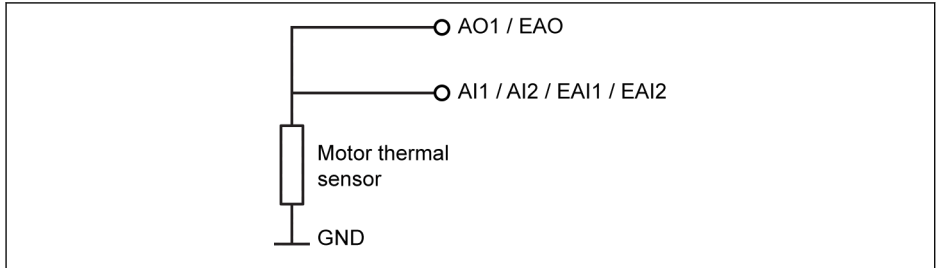 AO1 / EAO
AI1 / AI2 / EAI1 / EAI2
Motor thermal
sensor
GND